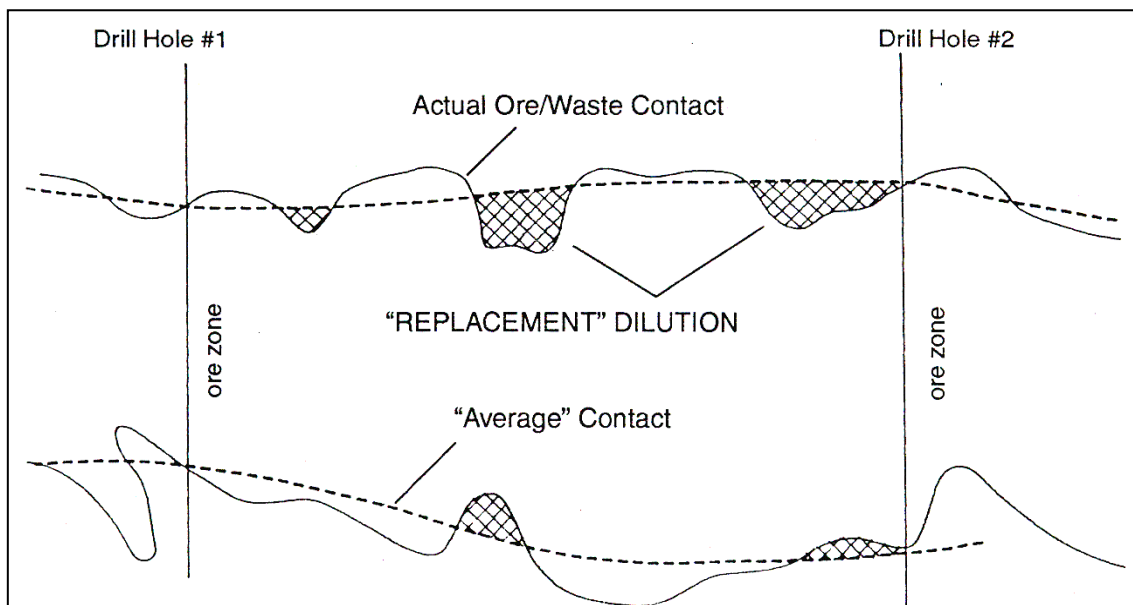 Drill Hole #1
Drill Hole #2
Actual Ore/Waste Contact
"REPLACEMENT" DILUTION
ore zone
ore zone
"Average" Contact